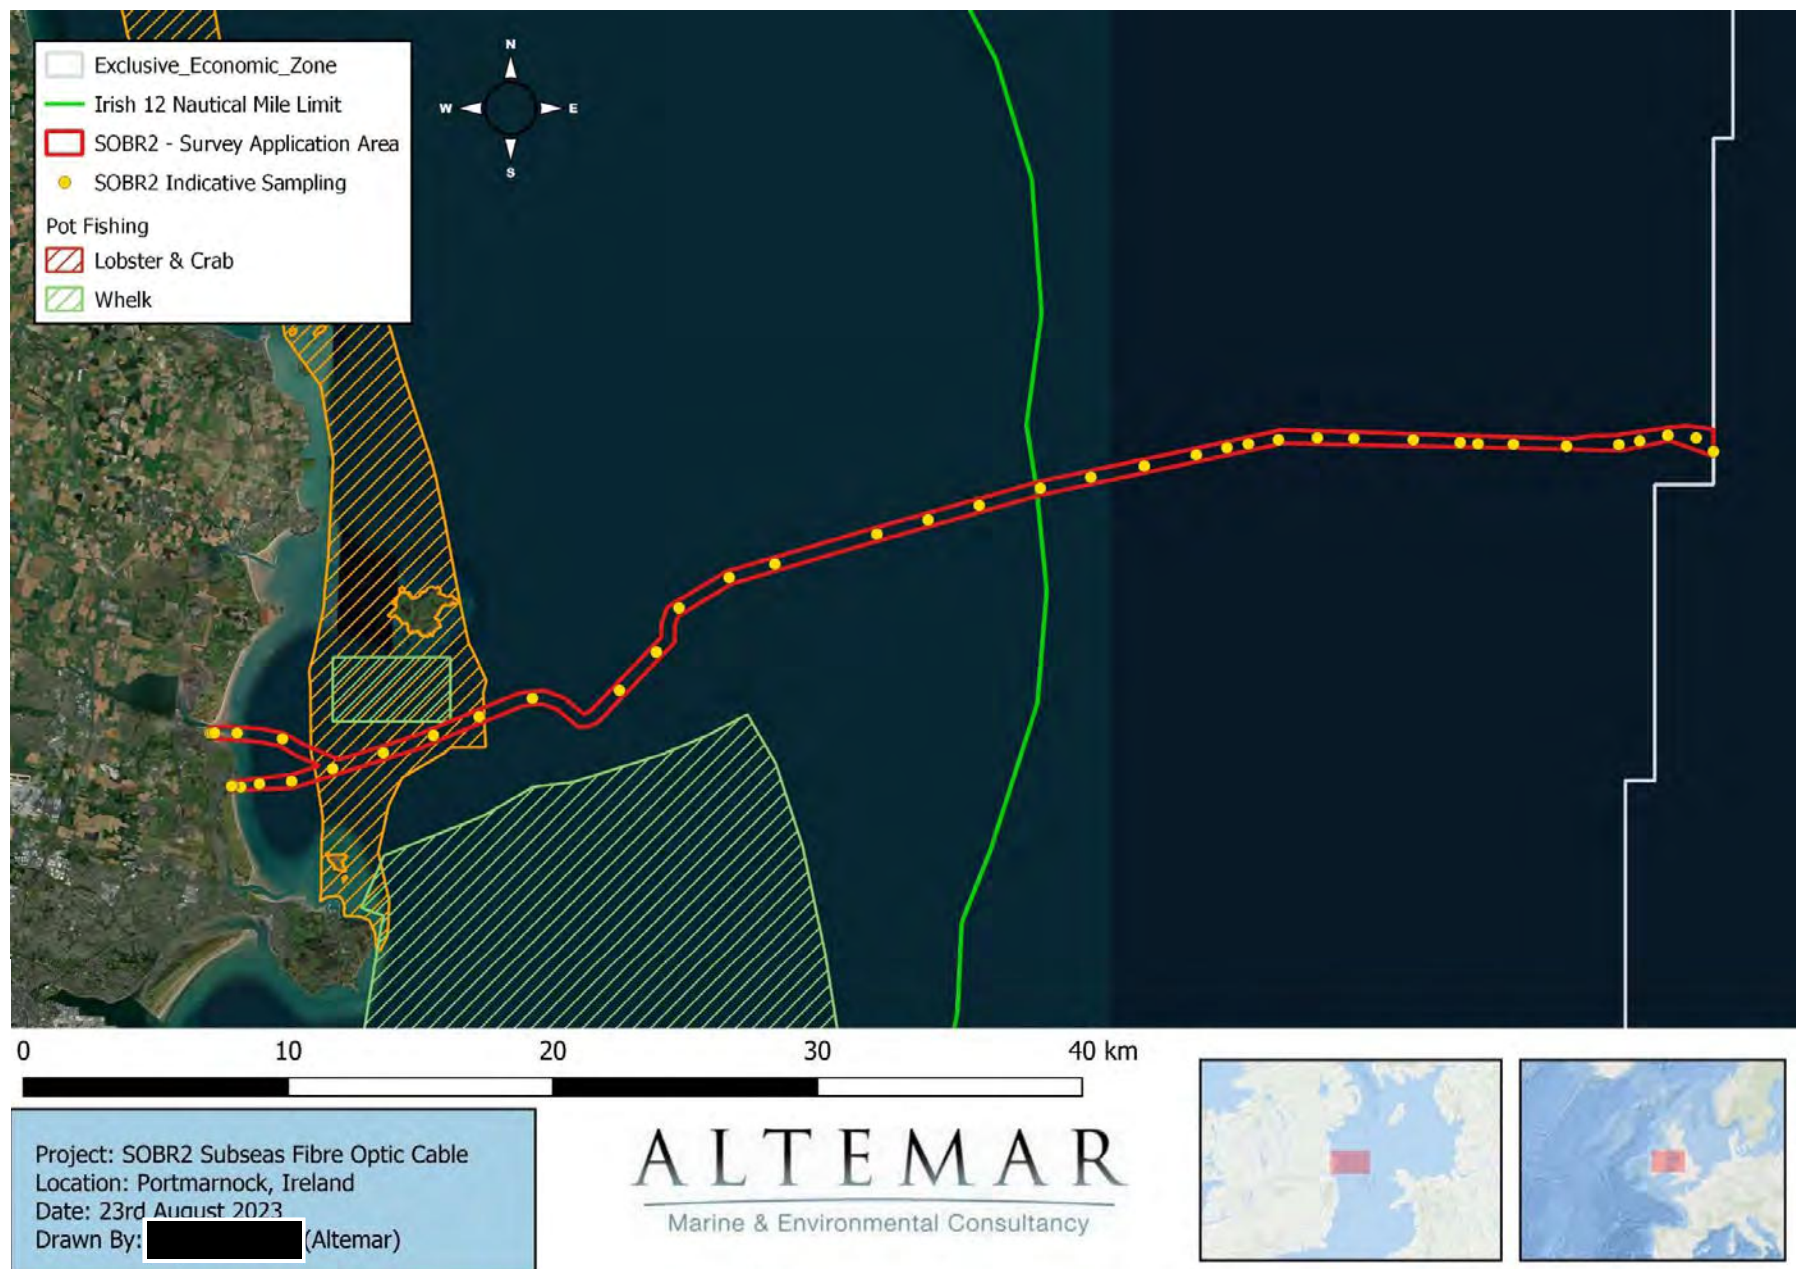 Exclusive_Economic_Zone
Irish 12 Nautical Mile Limit
SOBR2 - Survey Application Area
SOBR2 Indicative Sampling
Pot Fishing
Lobster & Crab
Whelk
N
W E
S
0 10 20 30 40 km
Project: SOBR2 Subseas Fibre Optic Cable
Location: Portmarnock, Ireland
Date: 23rd August 2023
Drawn By: (Altemar)
ALTEMAR
Marine & Environmental Consultancy